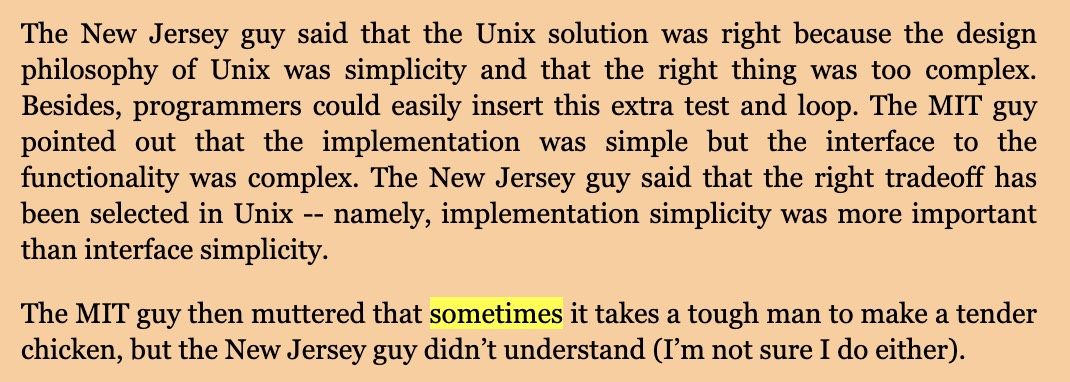 The New Jersey guy said that the Unix solution was right because the design
philosophy of Unix was simplicity and that the right thing was too complex.
Besides, programmers could easily insert this extra test and loop. The MIT guy
pointed out that the implementation was simple but the interface to the
functionality was complex. The New Jersey guy said that the right tradeoff has
been selected in Unix -- namely, implementation simplicity was more important
than interface simplicity.
The MIT guy then muttered that sometimes it takes a tough man to make a tender
chicken, but the New Jersey guy didn’t understand (I’m not sure I do either).